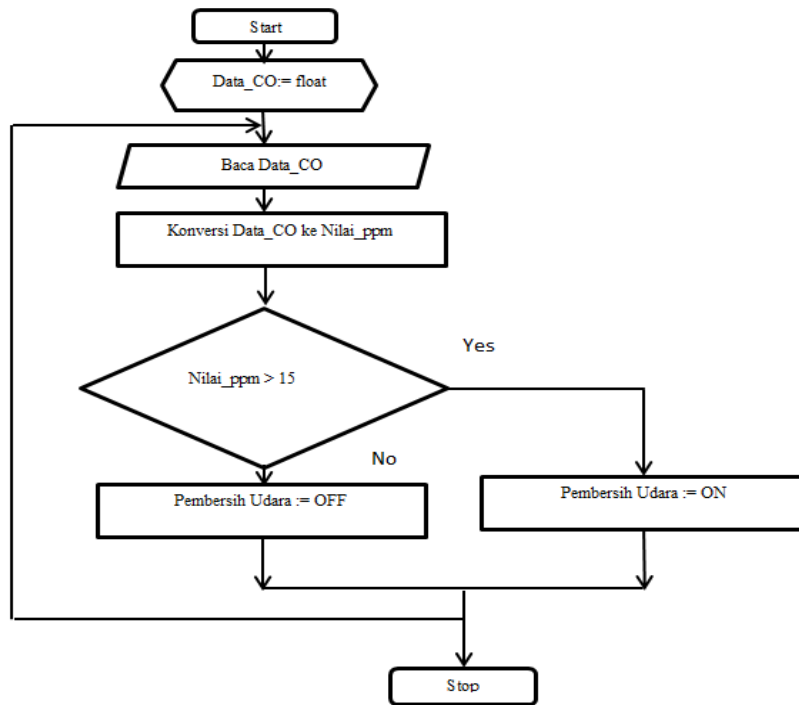 Start
Data_CO:= float
Baca Data_CO
Konversi Data_CO ke Nilai_ppm
Yes
Nilai_ppm > 15
No
Pembersih Udara := OFF
Pembersih Udara := ON
Stop